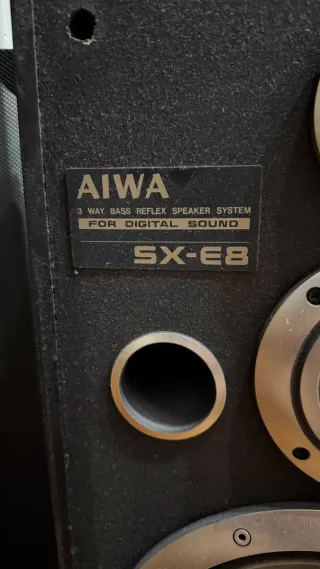 AIWA
3 WAY BASS REFLEX SPEAKER SYSTEM
FOR DIGITAL SOUND
SX-E8